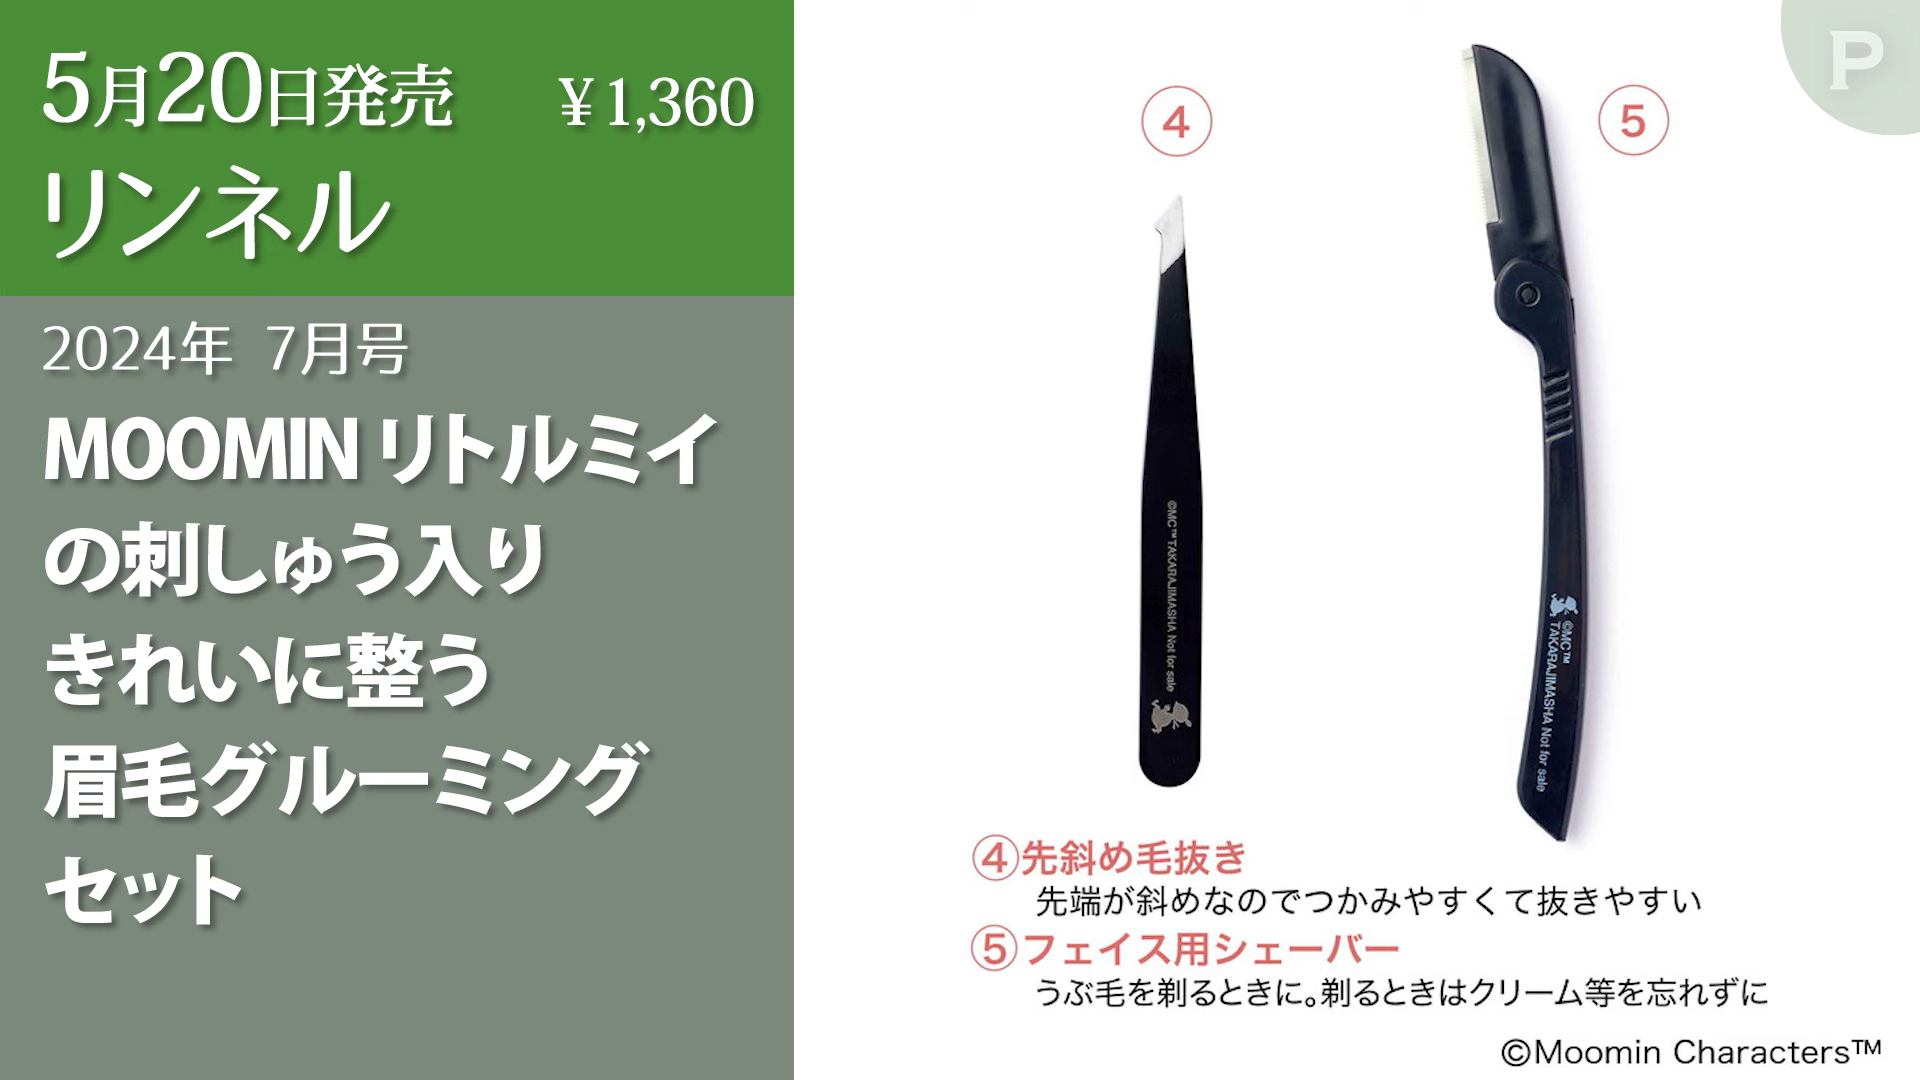 5月20日発売 ￥1,360
リンネル
2024年 7月号
MOOMIN リトルミイ
の刺しゅう入り
きれいに整う
眉毛グルーミング
セット
P
④
⑤
©MC™TAKARAJIMASHA Not for sale
©MC™
TAKARAJIMASHA Not for sale
④先斜め毛抜き
先端が斜めなのでつかみやすくて抜きやすい
⑤フェイス用シェーバー
うぶ毛を剃るときに。剃るときはクリーム等を忘れずに
©Moomin Characters™